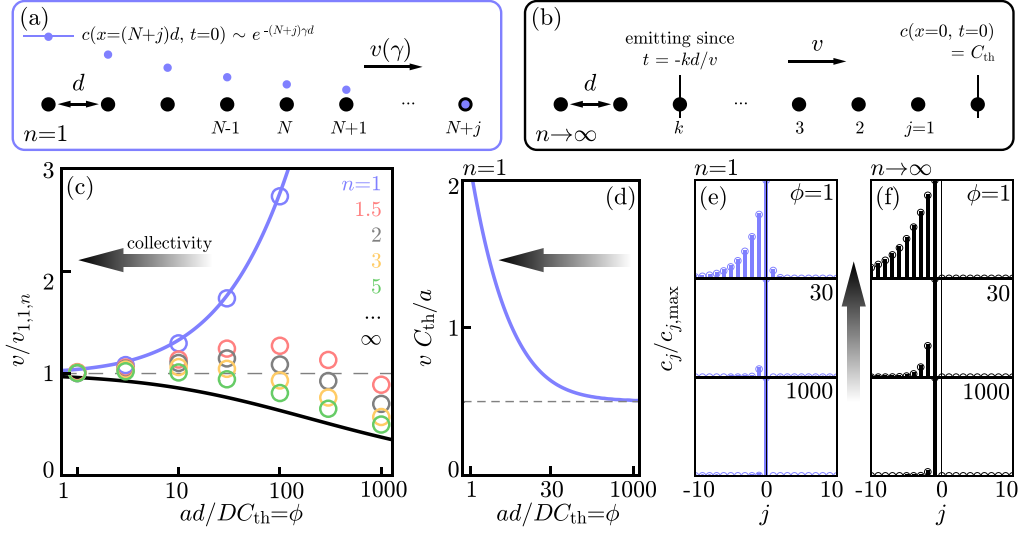 (a)
c(x=(N+j)d, t=0) ∼ e^{-(N+j)γd}
v(γ)
d
...
N-1 N N+1 N+j
n=1
(b)
emitting since
t = -kd/v
v
c(x=0, t=0)
= C_th
d
...
k 3 2 j=1
n→∞
(c)
n=1
1.5
2
3
5
...
∞
collectivity
v/v_{1,1,n}
3
2
1
0
1 10 100 1000
ad/DC_th=ϕ
n=1
(d)
v C_th/a
2
1
0
1 30 1000
ad/DC_th=ϕ
n=1
(e)
ϕ=1
30
1000
c_j/c_{j,max}
-10 0 10
j
n→∞
(f)
ϕ=1
30
1000
-10 0 10
j